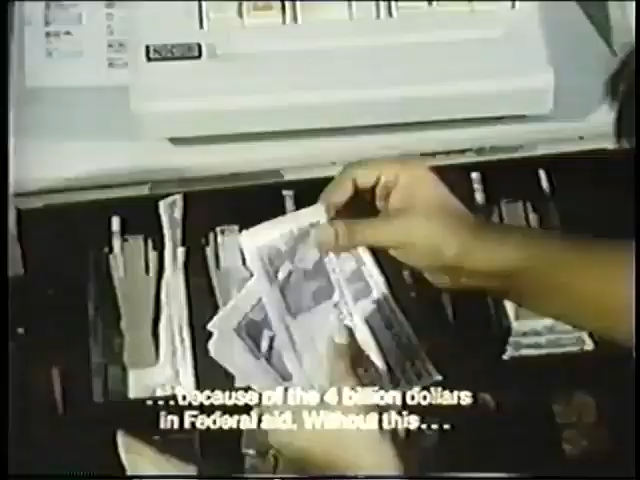 ...because of the 4 billion dollars
in Federal aid. Without this...